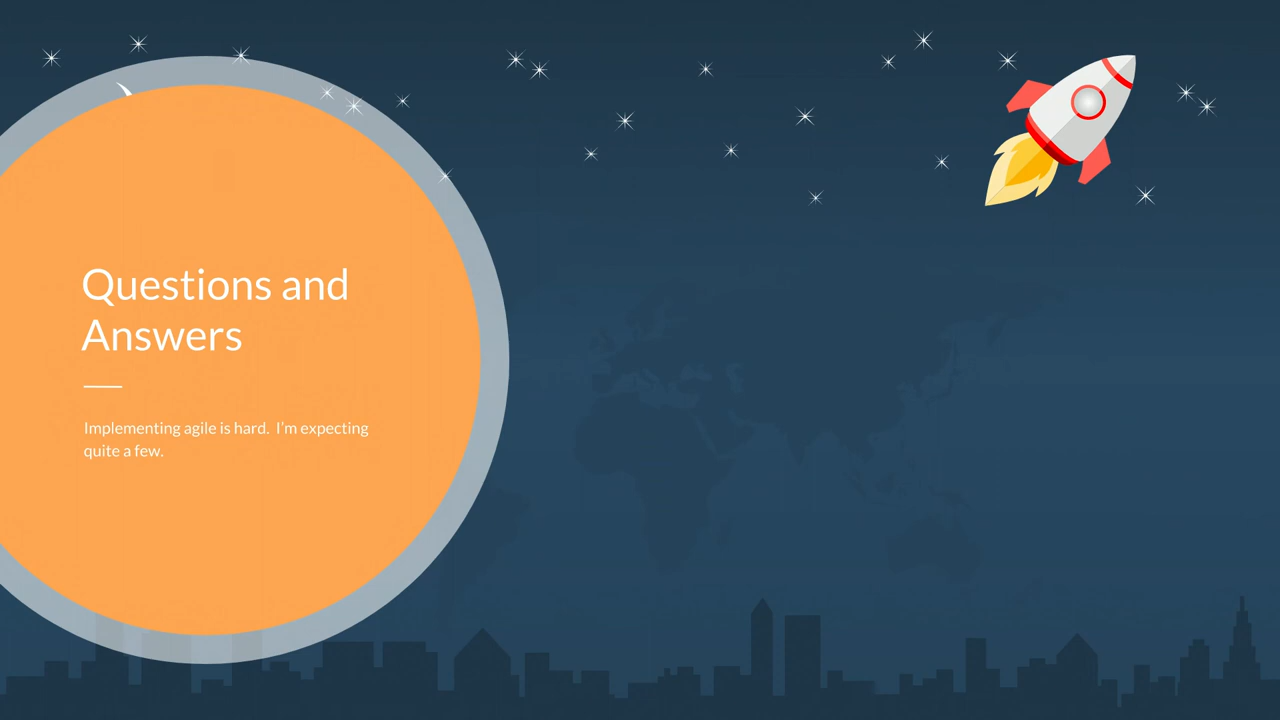 Questions and
Answers
Implementing agile is hard.  I'm expecting
quite a few.